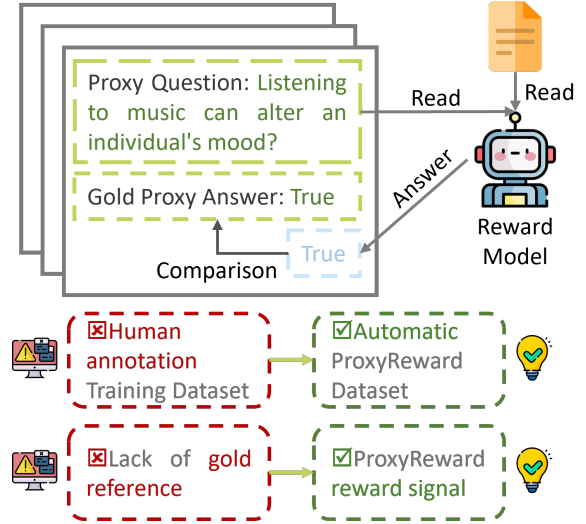 Proxy Question: Listening
to music can alter an
individual's mood?
Read
Read
Gold Proxy Answer: True
Answer
True
Comparison
Reward
Model
☒Human
annotation
Training Dataset
☑Automatic
ProxyReward
Dataset
☒Lack of gold
reference
☑ProxyReward
reward signal